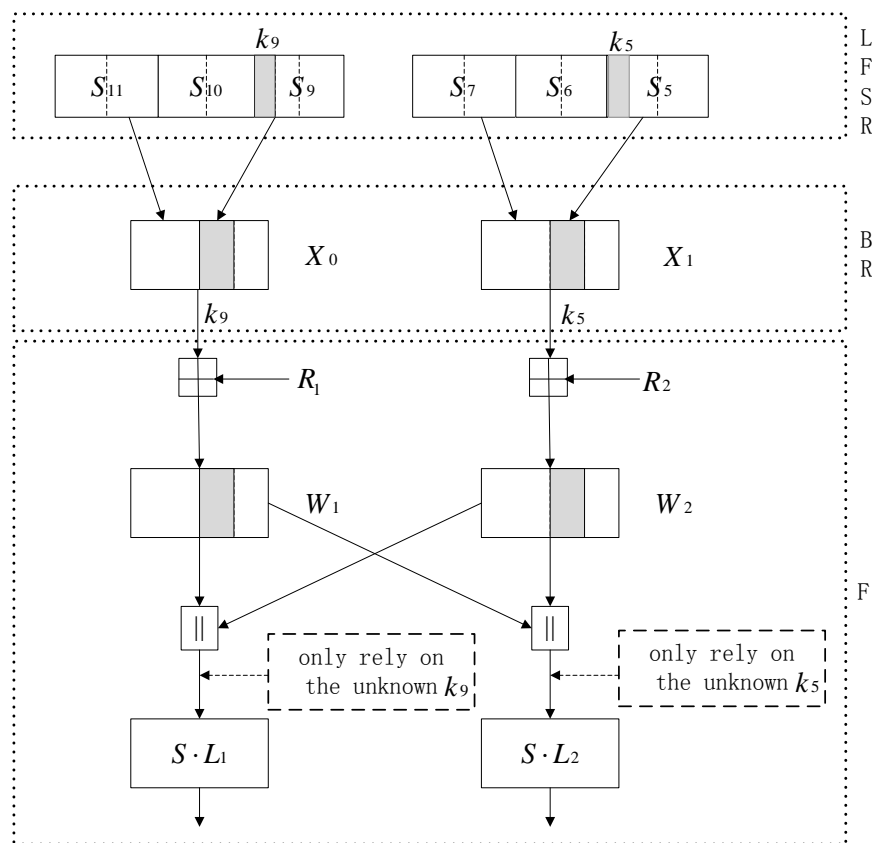 k9 k5
S11 S10 S9 S7 S6 S5
L
F
S
R
X0 X1
B
R
k9 k5
R1 R2
W1 W2
F
|| ||
only rely on
the unknown k9
only rely on
the unknown k5
S · L1 S · L2